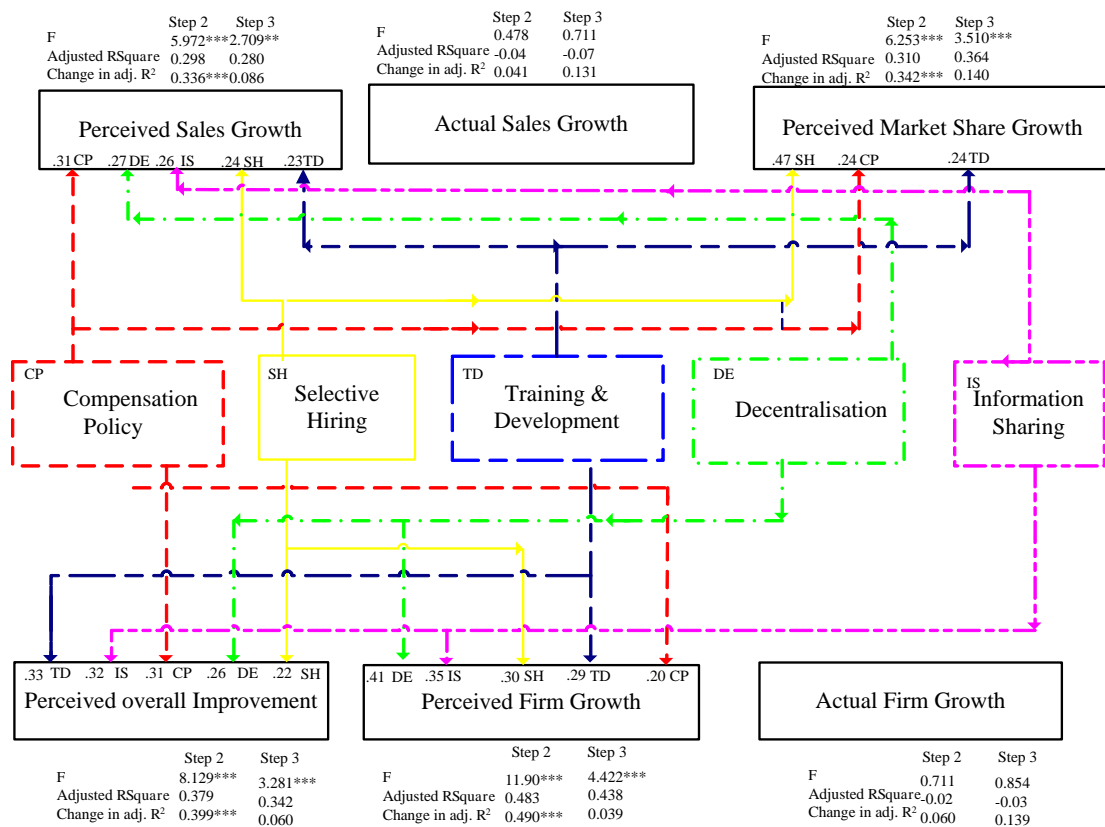 Step 2 Step 3
F 5.972*** 2.709**
Adjusted RSquare 0.298 0.280
Change in adj. R² 0.336*** 0.086
Step 2 Step 3
F 0.478 0.711
Adjusted RSquare -0.04 -0.07
Change in adj. R² 0.041 0.131
Step 2 Step 3
F 6.253*** 3.510***
Adjusted RSquare 0.310 0.364
Change in adj. R² 0.342*** 0.140
Perceived Sales Growth
.31 CP .27 DE .26 IS .24 SH .23TD
Actual Sales Growth
Perceived Market Share Growth
.47 SH .24 CP .24 TD
CP
Compensation
Policy
SH
Selective
Hiring
TD
Training &
Development
DE
Decentralisation
IS
Information
Sharing
.33 TD .32 IS .31 CP .26 DE .22 SH
Perceived overall Improvement
.41 DE .35 IS .30 SH .29 TD .20 CP
Perceived Firm Growth
Actual Firm Growth
Step 2 Step 3
F 8.129*** 3.281***
Adjusted RSquare 0.379 0.342
Change in adj. R² 0.399*** 0.060
Step 2 Step 3
F 11.90*** 4.422***
Adjusted RSquare 0.483 0.438
Change in adj. R² 0.490*** 0.039
Step 2 Step 3
F 0.711 0.854
Adjusted RSquare -0.02 -0.03
Change in adj. R² 0.060 0.139